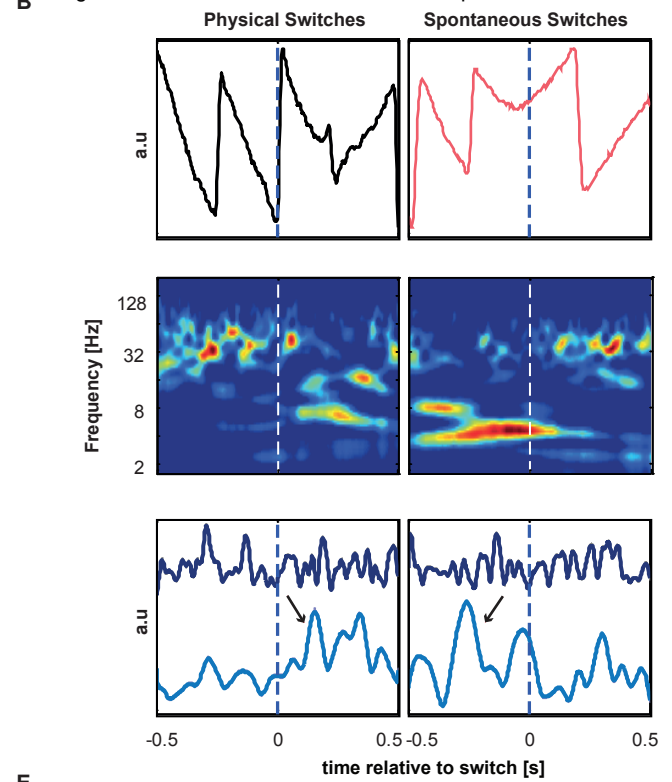 B
Physical Switches Spontaneous Switches
a.u
Frequency [Hz]
128
32
8
2
a.u
-0.5 0 0.5 -0.5 0 0.5
time relative to switch [s]